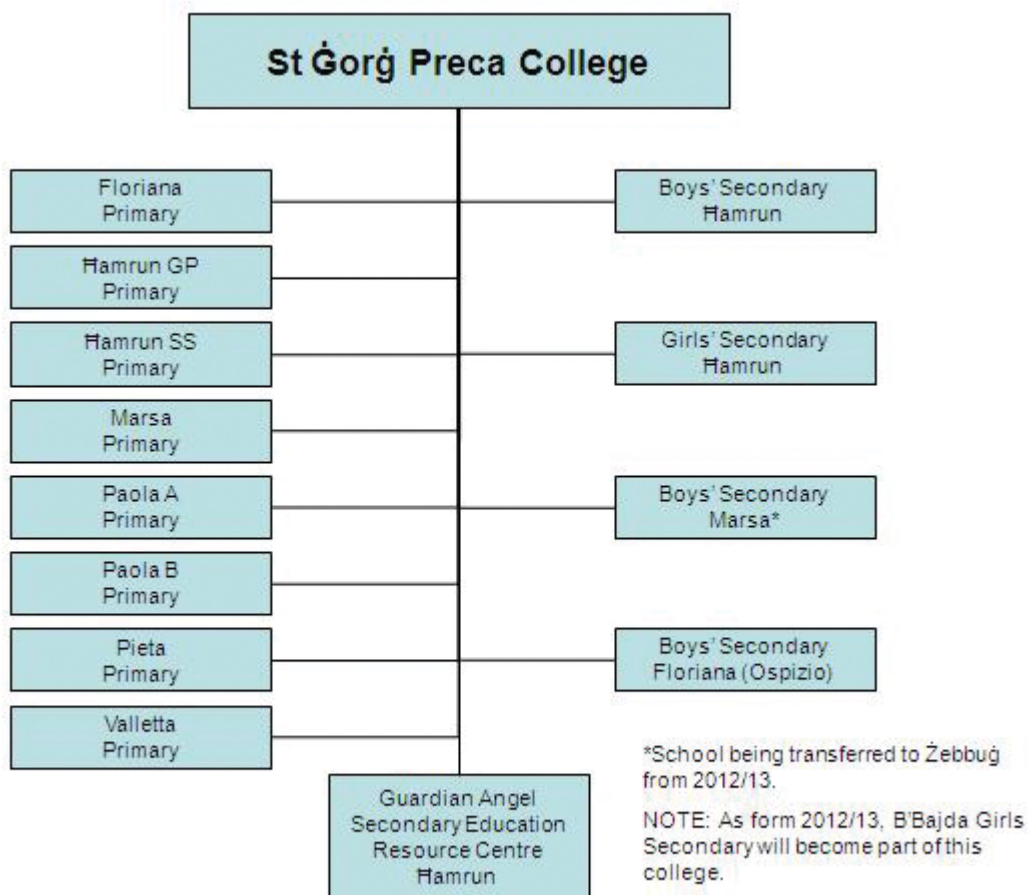 St Ġorġ Preca College
Floriana
Primary
Ħamrun GP
Primary
Ħamrun SS
Primary
Marsa
Primary
Paola A
Primary
Paola B
Primary
Pieta
Primary
Valletta
Primary
Boys' Secondary
Ħamrun
Girls' Secondary
Ħamrun
Boys' Secondary
Marsa*
Boys' Secondary
Floriana (Ospizio)
Guardian Angel
Secondary Education
Resource Centre
Ħamrun
*School being transferred to Żebbuġ
from 2012/13.
NOTE: As form 2012/13, B'Bajda Girls
Secondary will become part of this
college.